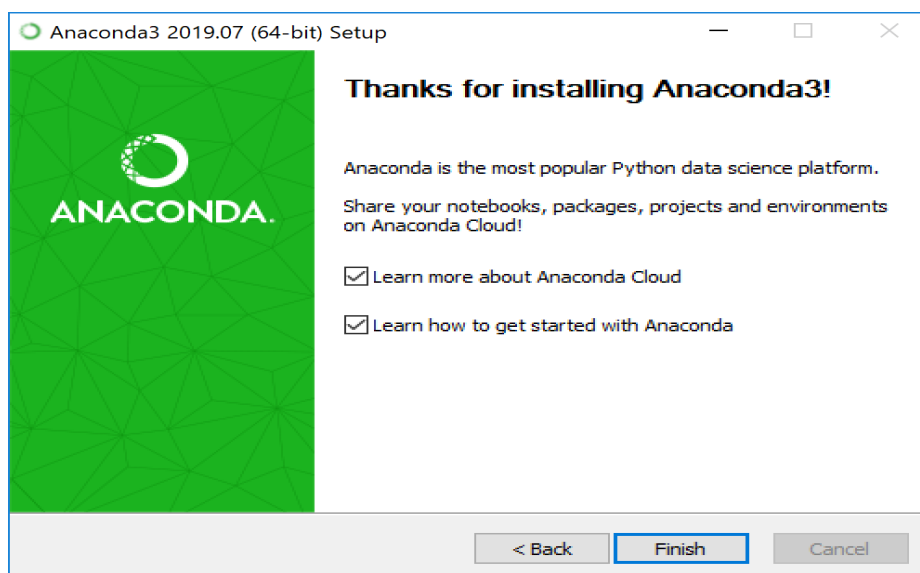 Anaconda3 2019.07 (64-bit) Setup
ANACONDA.
Thanks for installing Anaconda3!
Anaconda is the most popular Python data science platform.
Share your notebooks, packages, projects and environments
on Anaconda Cloud!
Learn more about Anaconda Cloud
Learn how to get started with Anaconda
< Back Finish Cancel